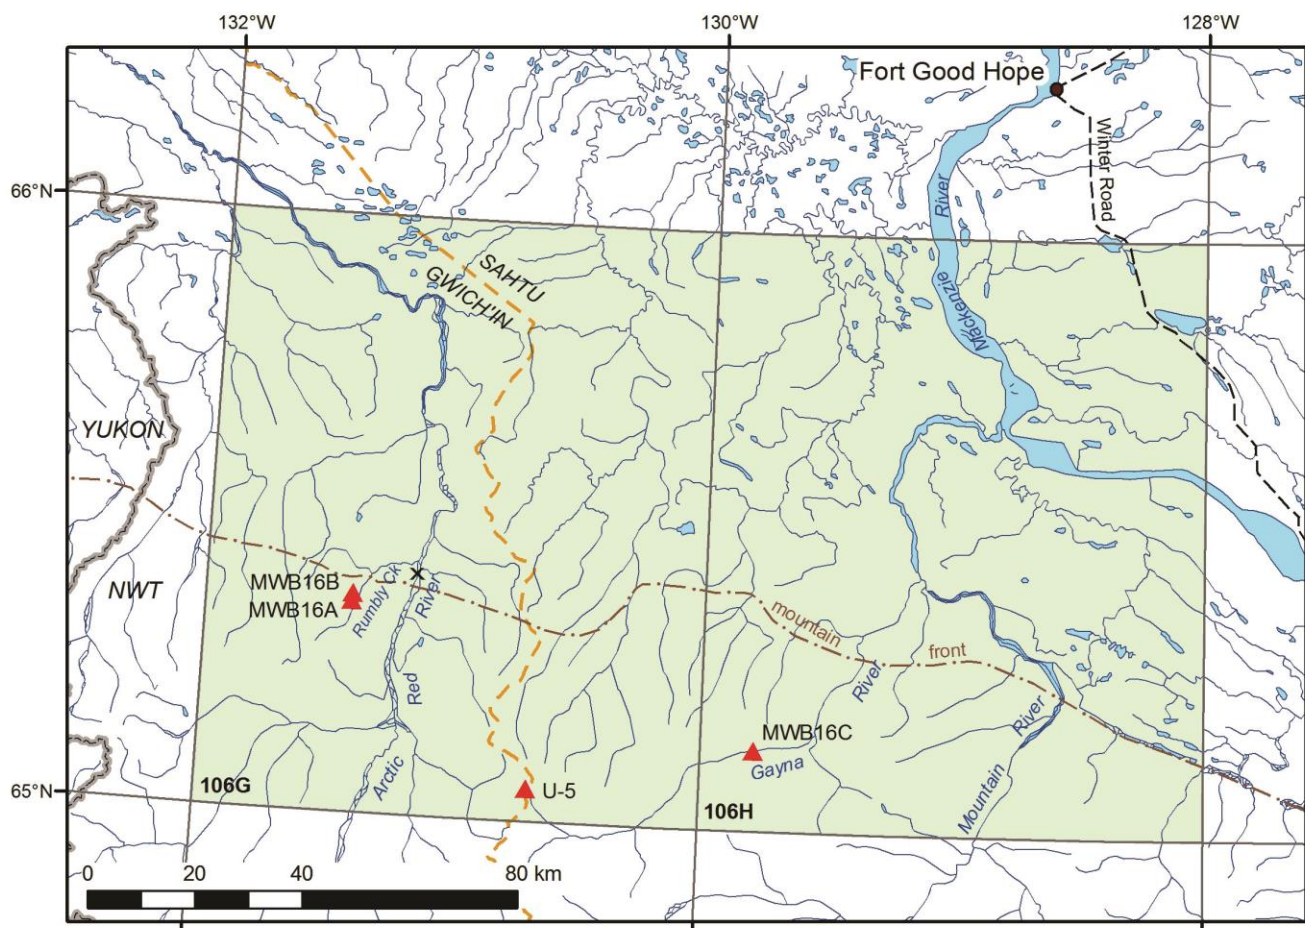 132°W
130°W
128°W
Fort Good Hope
Winter Road
66°N
River
SAHTU
GWICH'IN
Mackenzie
YUKON
NWT
MWB16B
MWB16A
Rumbly Ck
River
mountain
front
Red
River
River
MWB16C
Gayna
65°N
106G
Arctic
U-5
106H
Mountain
0
20
40
80 km